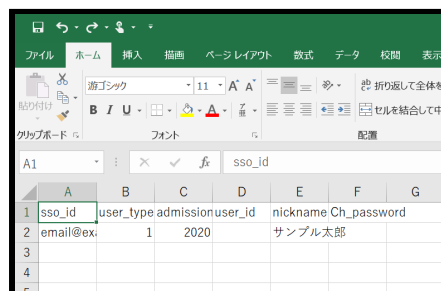 ファイル ホーム 挿入 描画 ページ レイアウト 数式 データ 校閲 表示
游ゴシック 11 A A ab 折り返して全体を
貼り付け B I U A 亜 セルを結合して中
クリップボード フォント 配置
A1 fx sso_id
A B C D E F G
1 sso_id user_type admission user_id nickname Ch_password
2 email@exa 1 2020 サンプル太郎
3
4